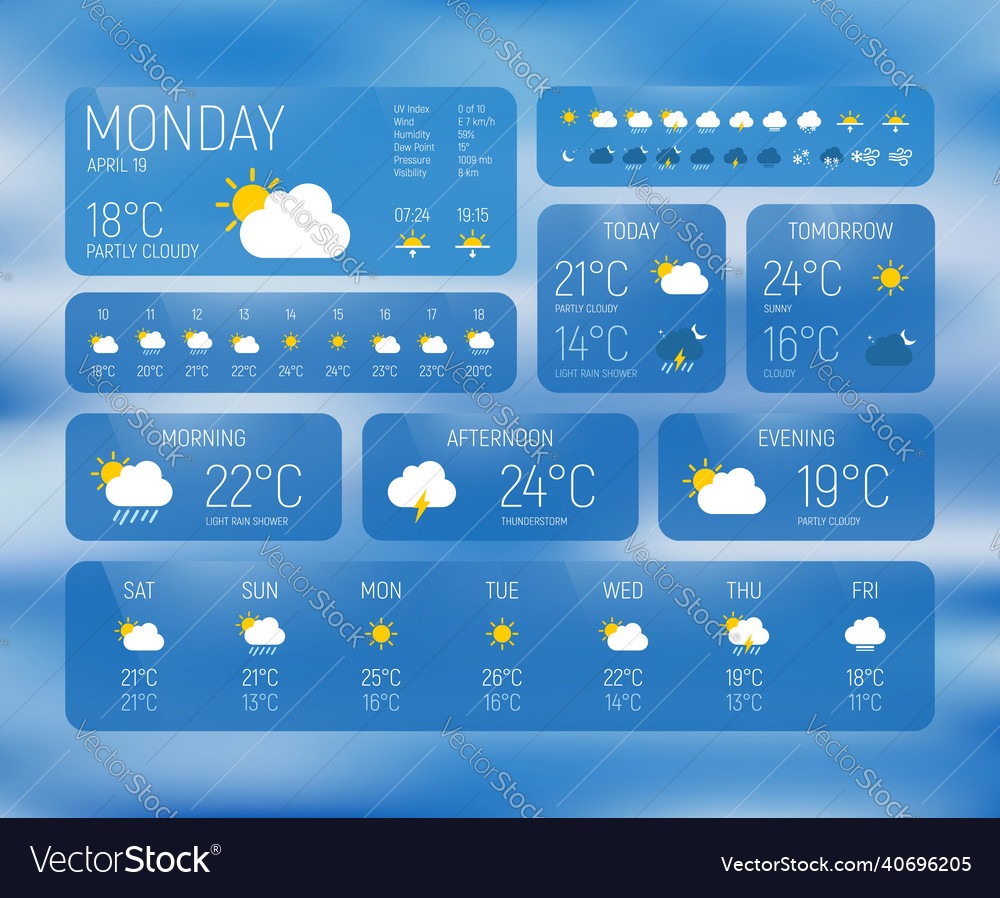 MONDAY
APRIL 19
18°C
PARTLY CLOUDY
UV Index 0 of 10
Wind E 7 km/h
Humidity 59%
Dew Point 15°
Pressure 1009 mb
Visibility 8 km
07:24 19:15
10 11 12 13 14 15 16 17 18
19°C 20°C 21°C 22°C 24°C 24°C 23°C 23°C 20°C
TODAY
21°C
PARTLY CLOUDY
14°C
LIGHT RAIN SHOWER
TOMORROW
24°C
SUNNY
16°C
CLOUDY
MORNING
22°C
LIGHT RAIN SHOWER
AFTERNOON
24°C
THUNDERSTORM
EVENING
19°C
PARTLY CLOUDY
SAT SUN MON TUE WED THU FRI
21°C 21°C 25°C 26°C 22°C 19°C 18°C
21°C 13°C 16°C 16°C 14°C 13°C 11°C
VectorStock®
VectorStock.com/40696205